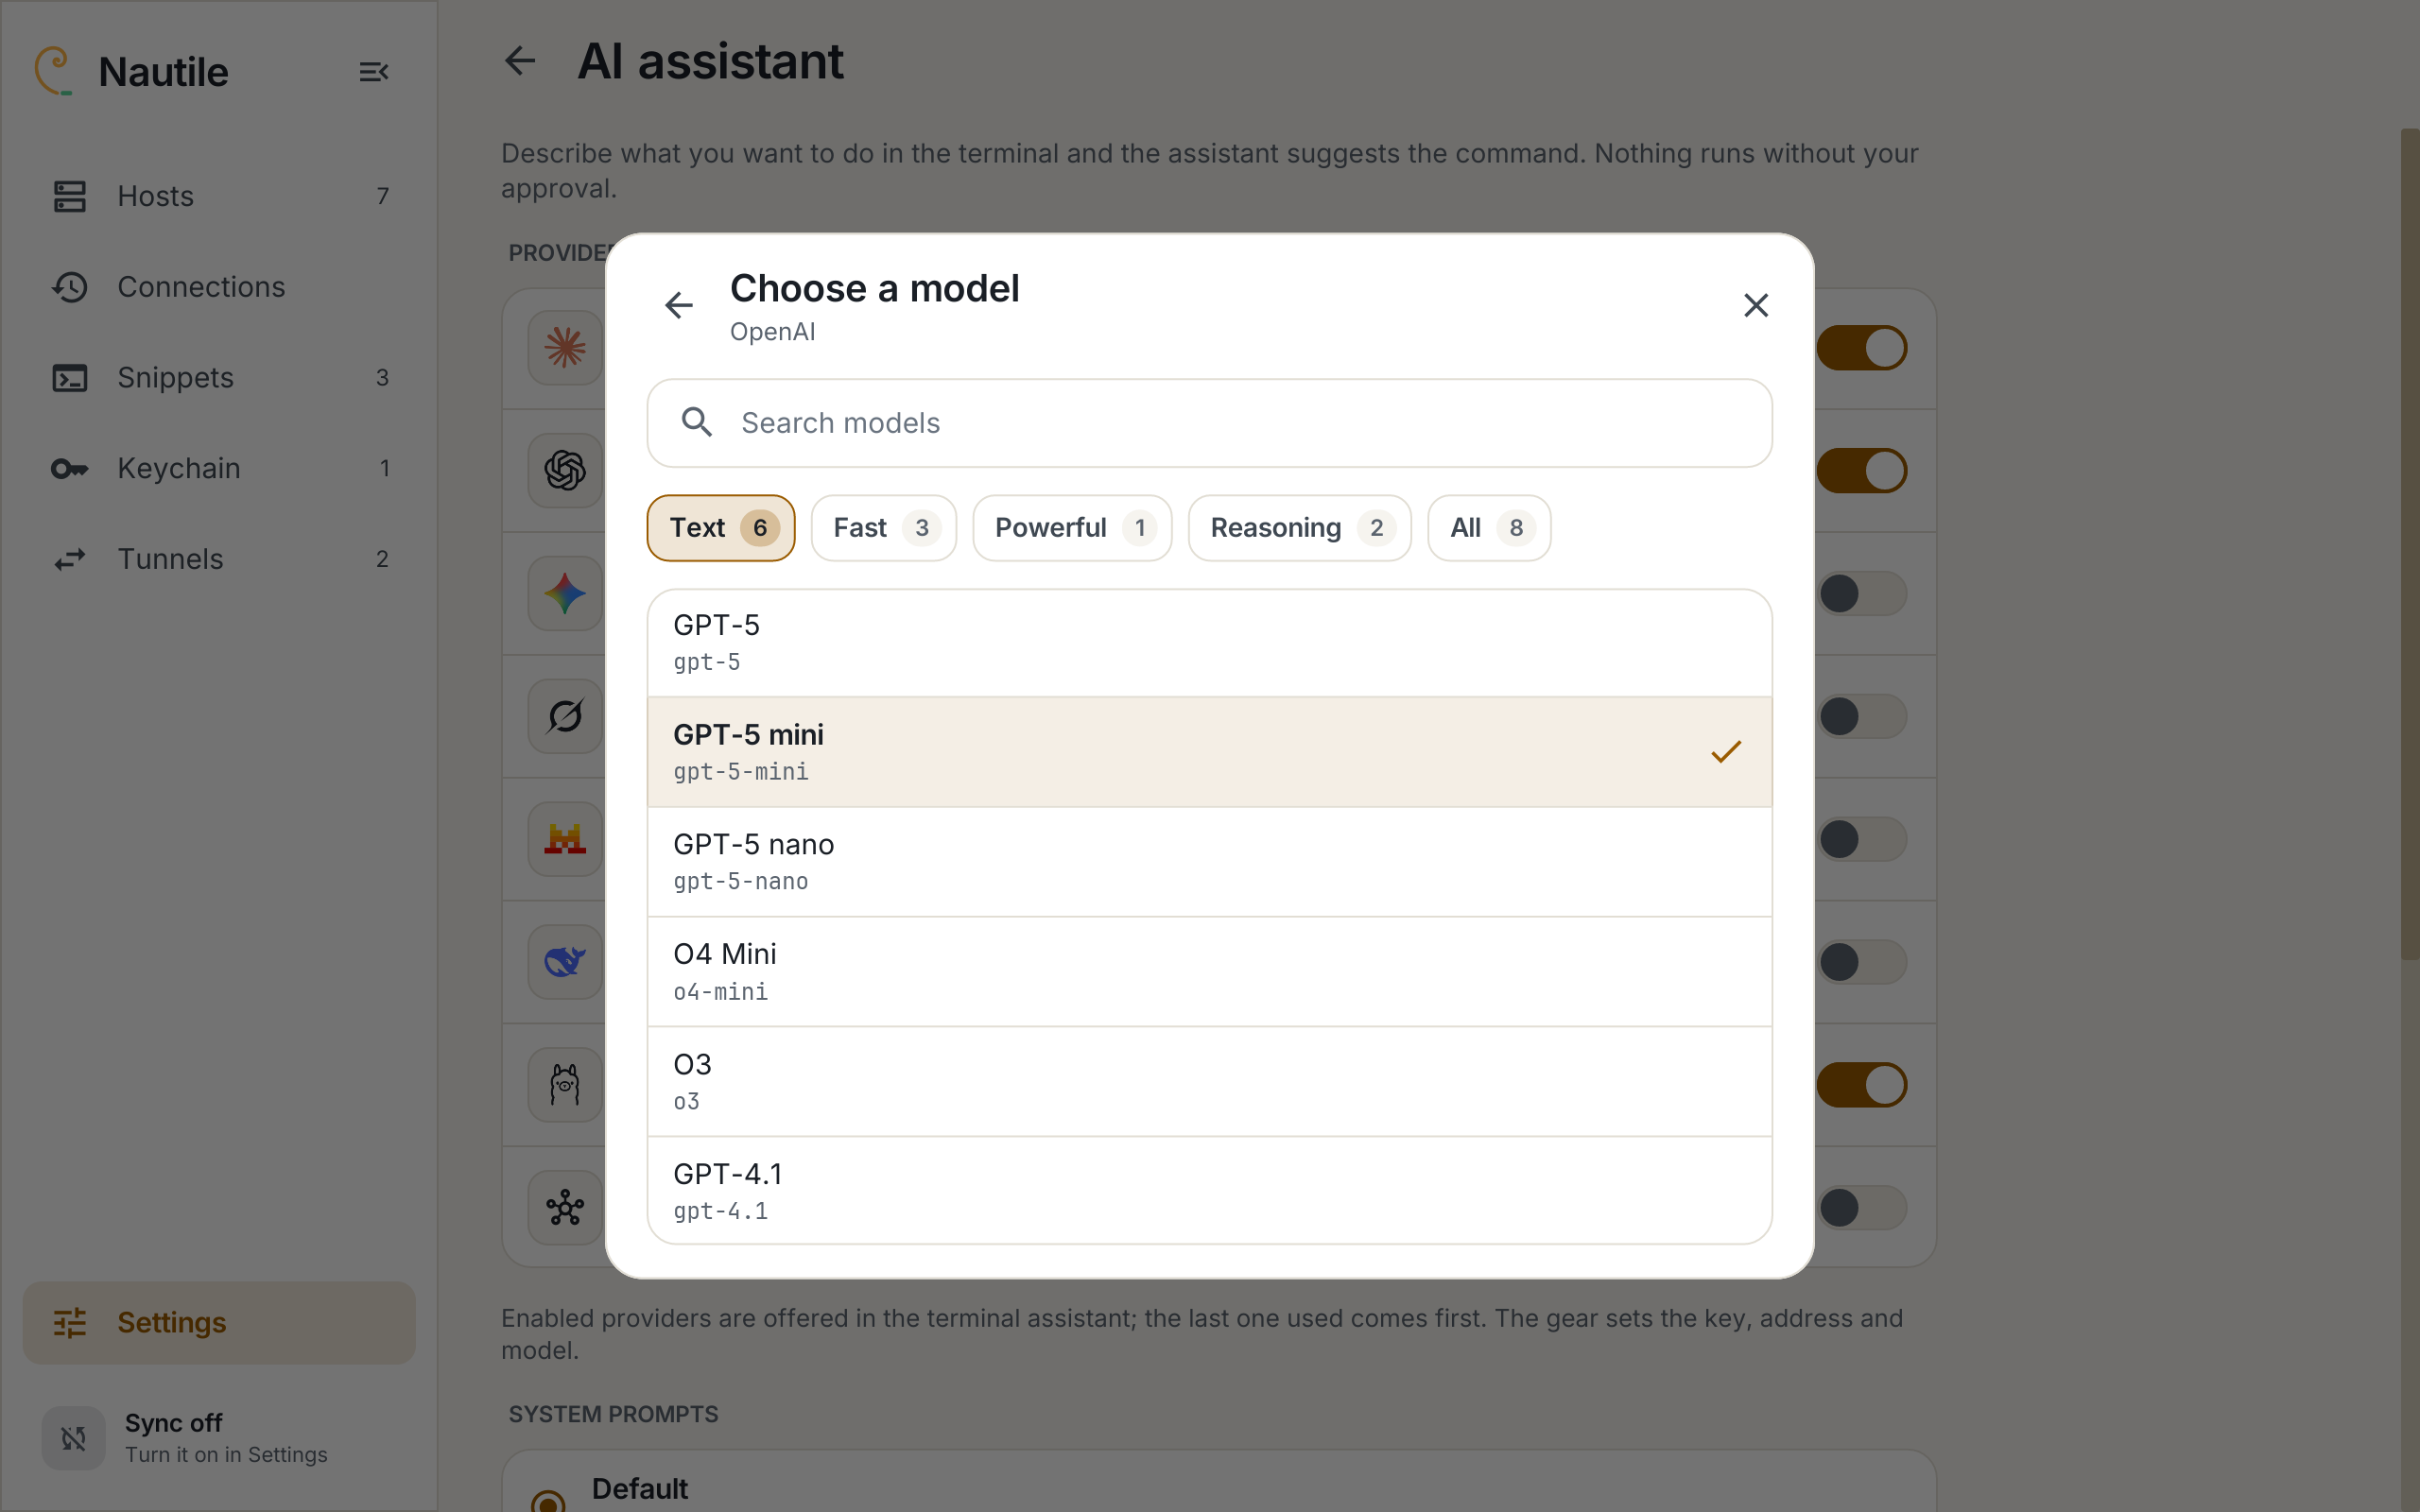 Nautile
Hosts 7
Connections
Snippets 3
Keychain 1
Tunnels 2
Settings
Sync off
Turn it on in Settings
AI assistant
Describe what you want to do in the terminal and the assistant suggests the command. Nothing runs without your
approval.
Choose a model
OpenAI
Search models
Text 6 Fast 3 Powerful 1 Reasoning 2 All 8
GPT-5
gpt-5
GPT-5 mini
gpt-5-mini
GPT-5 nano
gpt-5-nano
O4 Mini
o4-mini
O3
o3
GPT-4.1
gpt-4.1
Enabled providers are offered in the terminal assistant; the last one used comes first. The gear sets the key, address and
model.
SYSTEM PROMPTS
Default